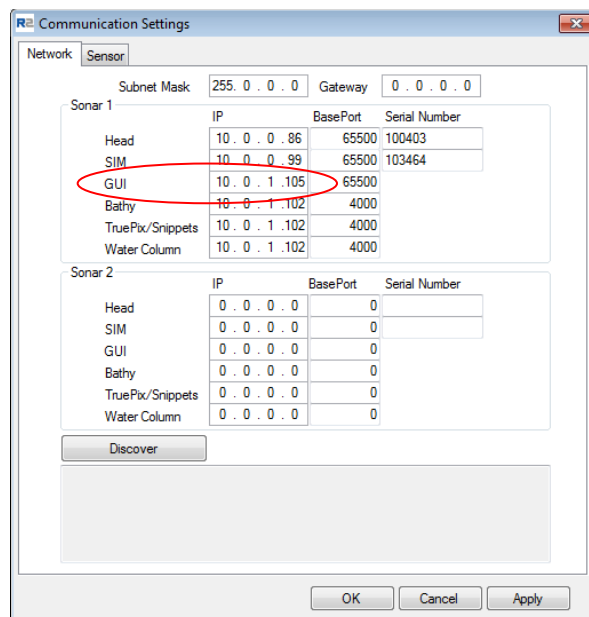 R2 Communication Settings
Network Sensor
Subnet Mask 255. 0 . 0 . 0 Gateway 0 . 0 . 0 . 0
Sonar 1
IP BasePort Serial Number
Head 10 . 0 . 0 . 86 65500 100403
SIM 10 . 0 . 0 . 99 65500 103464
GUI 10 . 0 . 1 . 105 65500
Bathy 10 . 0 . 1 . 102 4000
TruePix/Snippets 10 . 0 . 1 . 102 4000
Water Column 10 . 0 . 1 . 102 4000
Sonar 2
IP BasePort Serial Number
Head 0 . 0 . 0 . 0 0
SIM 0 . 0 . 0 . 0 0
GUI 0 . 0 . 0 . 0 0
Bathy 0 . 0 . 0 . 0 0
TruePix/Snippets 0 . 0 . 0 . 0 0
Water Column 0 . 0 . 0 . 0 0
Discover
OK Cancel Apply